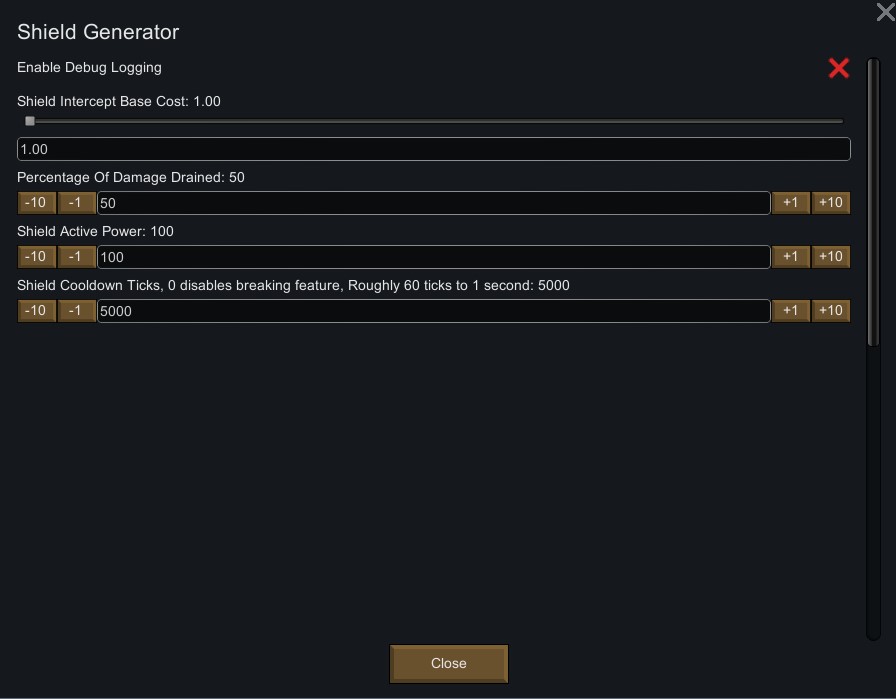 Shield Generator
Enable Debug Logging
Shield Intercept Base Cost: 1.00
1.00
Percentage Of Damage Drained: 50
-10 -1 50 +1 +10
Shield Active Power: 100
-10 -1 100 +1 +10
Shield Cooldown Ticks, 0 disables breaking feature, Roughly 60 ticks to 1 second: 5000
-10 -1 5000 +1 +10
Close